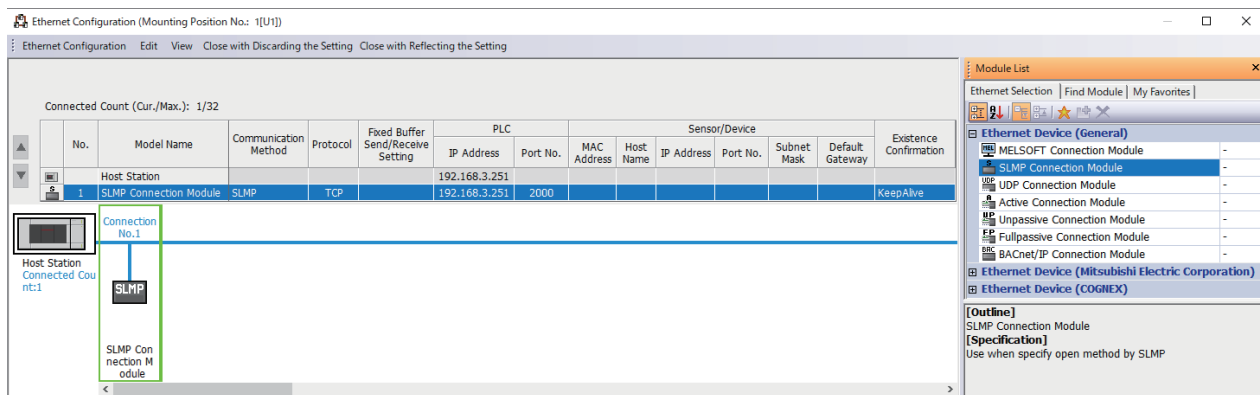 Ethernet Configuration (Mounting Position No.: 1[U1])
Ethernet Configuration Edit View Close with Discarding the Setting Close with Reflecting the Setting
Connected Count (Cur./Max.): 1/32
No. Model Name Communication Method Protocol Fixed Buffer Send/Receive Setting PLC Sensor/Device Existence Confirmation
IP Address Port No. MAC Address Host Name IP Address Port No. Subnet Mask Default Gateway
Host Station 192.168.3.251
1 SLMP Connection Module SLMP TCP 192.168.3.251 2000 KeepAlive
Connection
No.1
Host Station
Connected Cou
nt:1
SLMP
SLMP Con
nection M
odule
Module List
Ethernet Selection Find Module My Favorites
Ethernet Device (General)
MELSOFT Connection Module -
SLMP Connection Module -
UDP Connection Module -
Active Connection Module -
Unpassive Connection Module -
Fullpassive Connection Module -
BACnet/IP Connection Module -
Ethernet Device (Mitsubishi Electric Corporation)
Ethernet Device (COGNEX)
[Outline]
SLMP Connection Module
[Specification]
Use when specify open method by SLMP